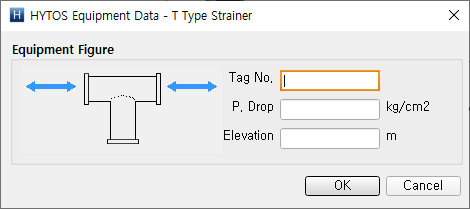 H HYTOS Equipment Data - T Type Strainer
Equipment Figure
Tag No.
P. Drop kg/cm2
Elevation m
OK Cancel